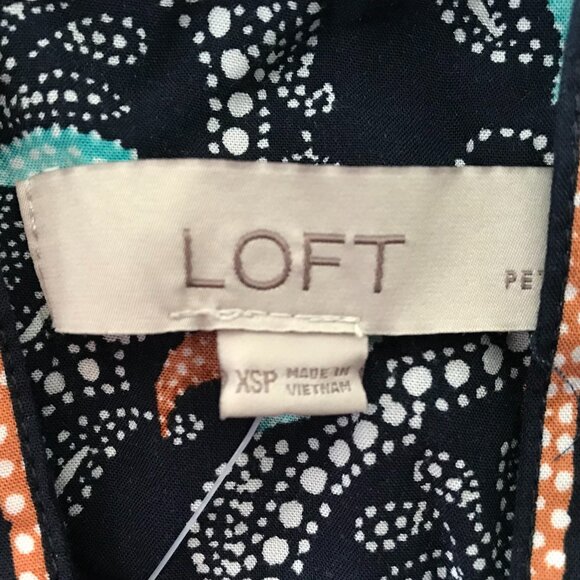 LOFT
PET
XSP MADE IN
VIETNAM